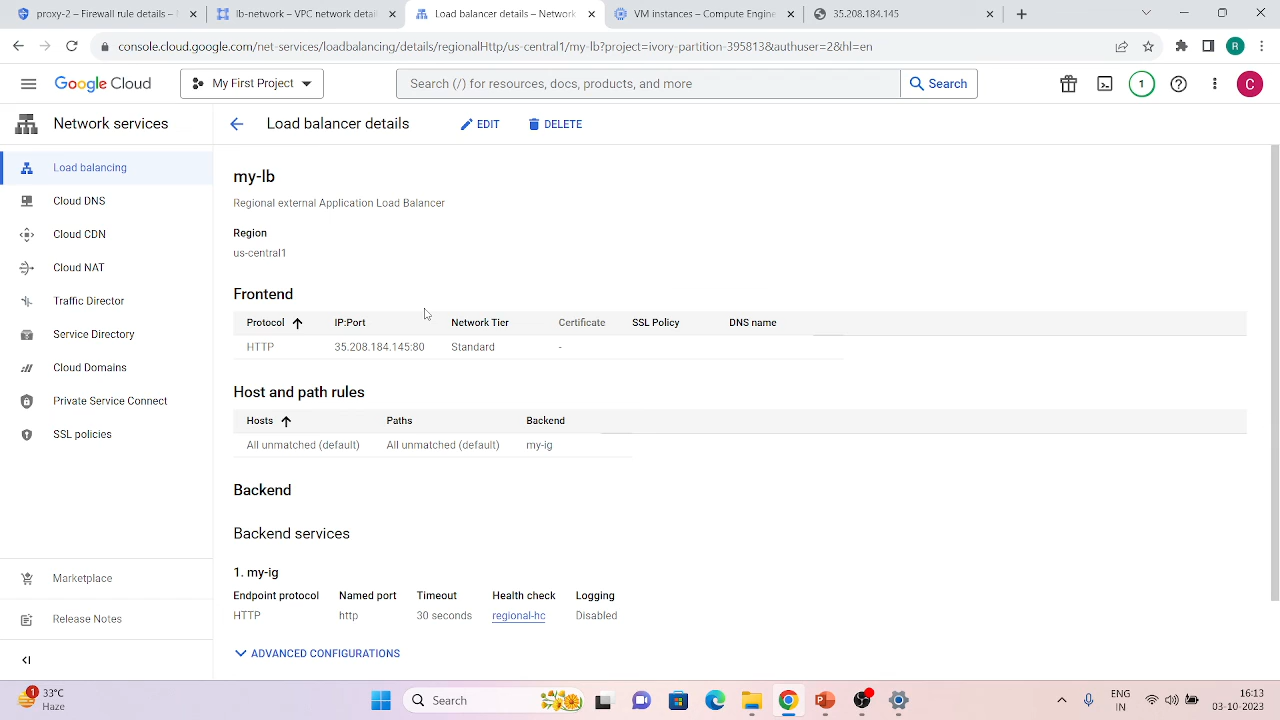 proxy-2 – Firewall rule details –
lb-network – VPC network detail
Load balancer details – Network
VM instances – Compute Engine
35.208.184.145
console.cloud.google.com/net-services/loadbalancing/details/regionalHttp/us-central1/my-lb?project=ivory-partition-395813&authuser=2&hl=en
R
Google Cloud
My First Project
Search (/) for resources, docs, products, and more
Search
1
C
Network services
Load balancer details
EDIT
DELETE
Load balancing
Cloud DNS
Cloud CDN
Cloud NAT
Traffic Director
Service Directory
Cloud Domains
Private Service Connect
SSL policies
Marketplace
Release Notes
my-lb
Regional external Application Load Balancer
Region
us-central1
Frontend
Protocol IP:Port Network Tier Certificate SSL Policy DNS name
HTTP 35.208.184.145:80 Standard -
Host and path rules
Hosts Paths Backend
All unmatched (default) All unmatched (default) my-ig
Backend
Backend services
1. my-ig
Endpoint protocol Named port Timeout Health check Logging
HTTP http 30 seconds regional-hc Disabled
ADVANCED CONFIGURATIONS
1
33°C
Haze
Search
ENG
IN
16:13
03-10-2023